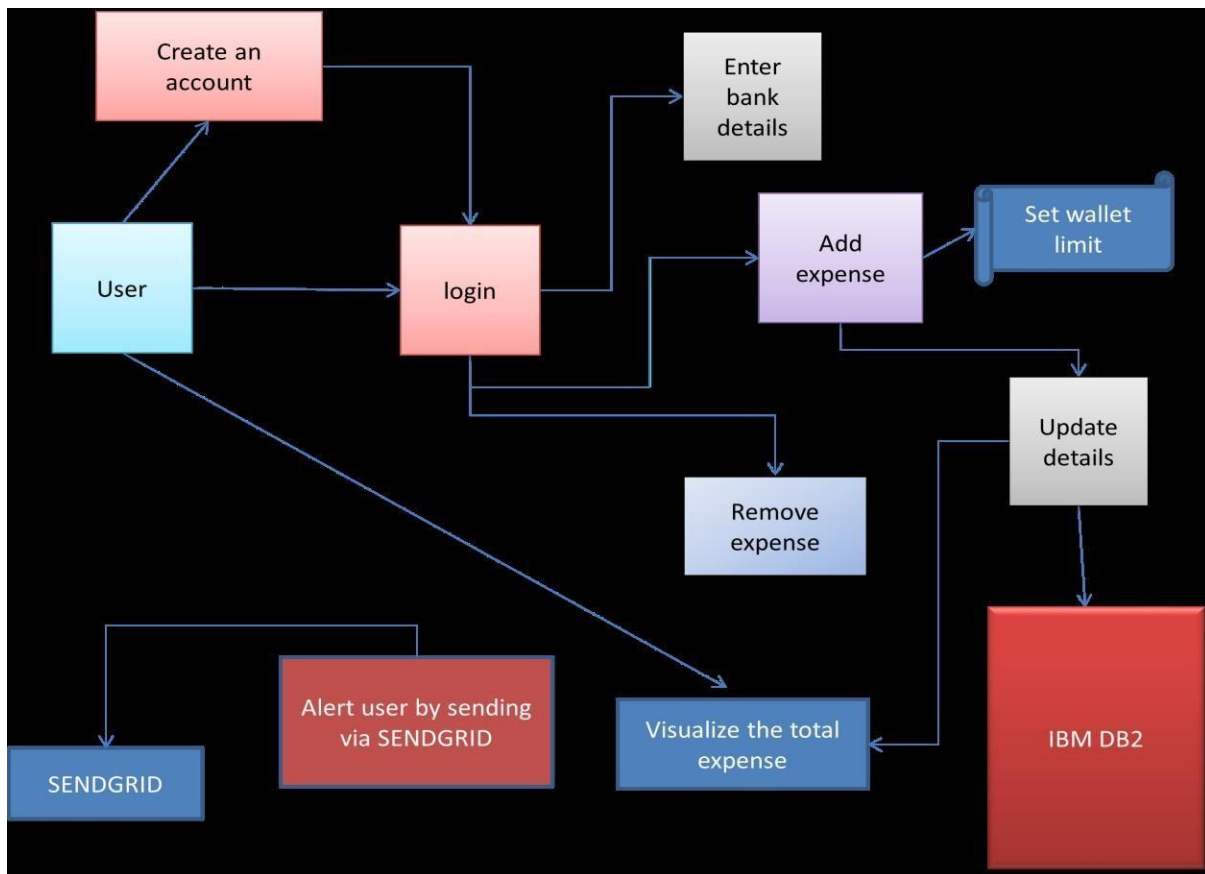 Create an
account
Enter
bank
details
Set wallet
limit
Add
expense
User
login
Update
details
Remove
expense
Alert user by sending
via SENDGRID
Visualize the total
expense
IBM DB2
SENDGRID